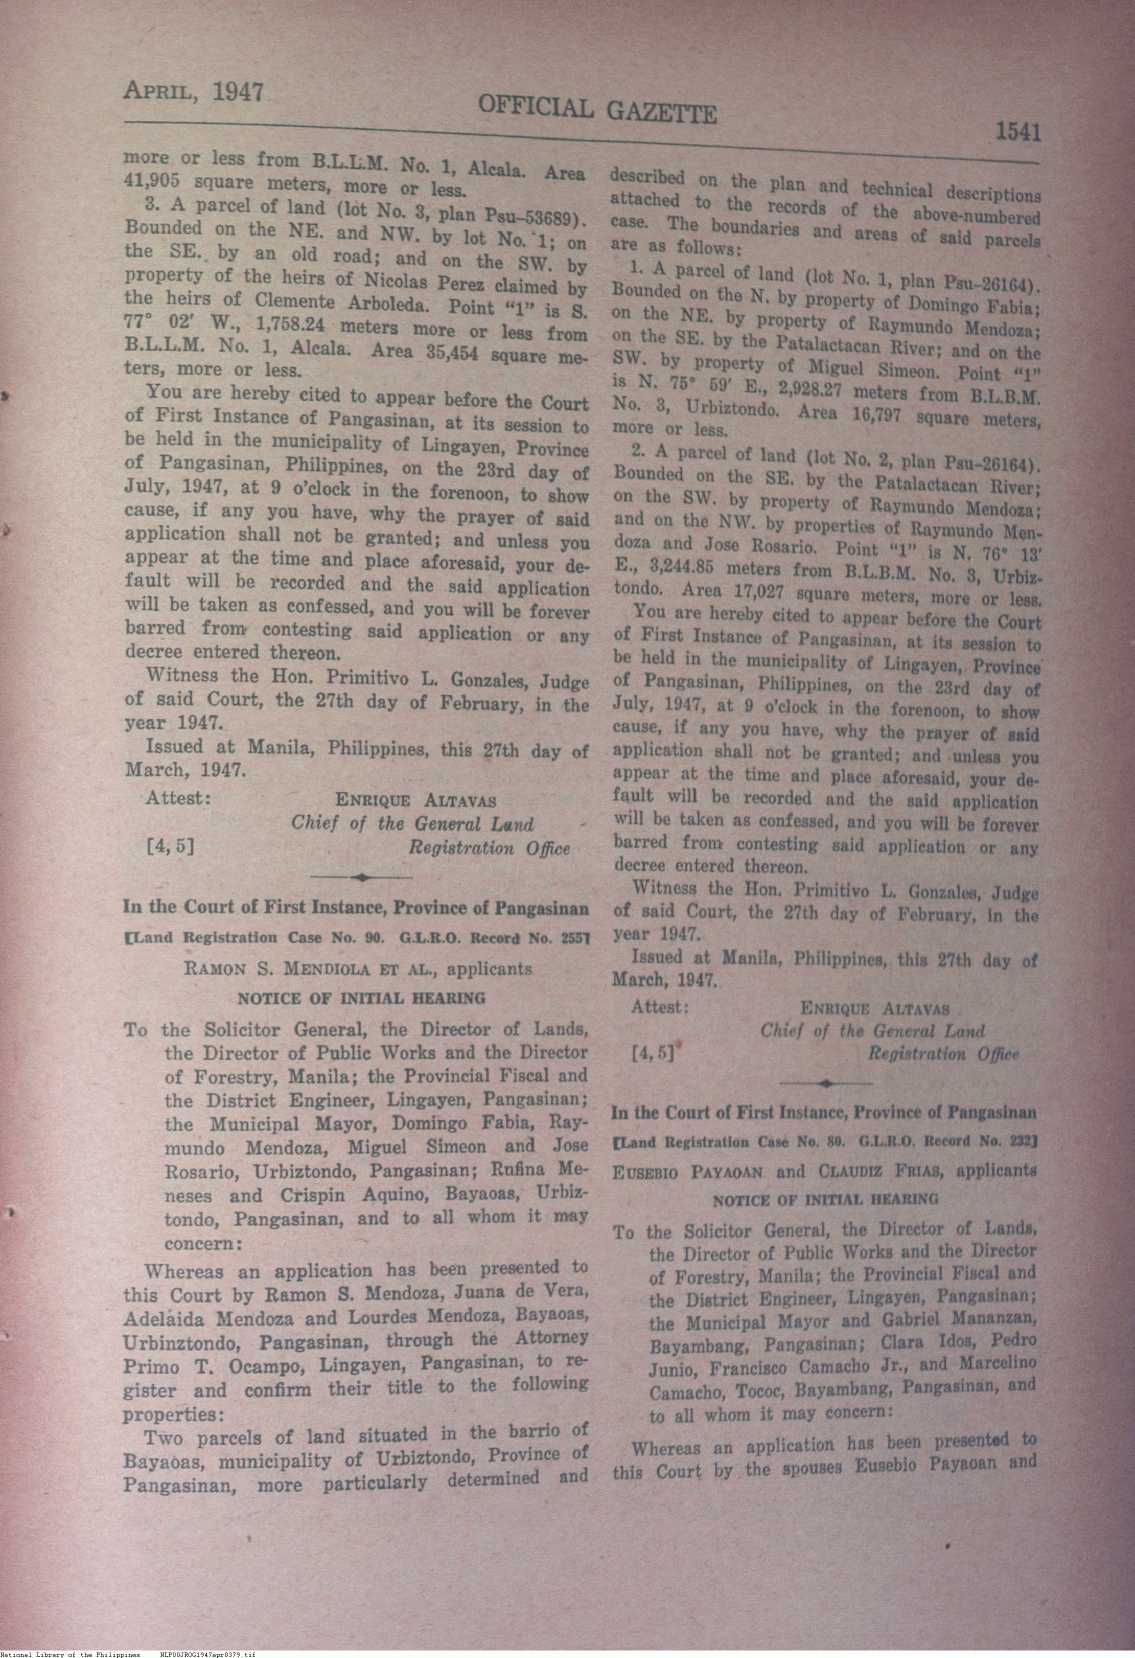 APRIL, 1947
OFFICIAL GAZETTE
1541
more or less from B.L.L.M. No. 1, Alcala. Area
41,905 square meters, more or less.
3. A parcel of land (lot No. 3, plan Psu–53689).
Bounded on the NE. and NW. by lot No. 1; on
the SE. by an old road; and on the SW. by
property of the heirs of Nicolas Perez claimed by
the heirs of Clemente Arboleda. Point “1” is S.
77° 02′ W., 1,758.24 meters more or less from
B.L.L.M. No. 1, Alcala. Area 35,454 square me-
ters, more or less.
You are hereby cited to appear before the Court
of First Instance of Pangasinan, at its session to
be held in the municipality of Lingayen, Province
of Pangasinan, Philippines, on the 23rd day of
July, 1947, at 9 o’clock in the forenoon, to show
cause, if any you have, why the prayer of said
application shall not be granted; and unless you
appear at the time and place aforesaid, your de-
fault will be recorded and the said application
will be taken as confessed, and you will be forever
barred from contesting said application or any
decree entered thereon.
Witness the Hon. Primitivo L. Gonzales, Judge
of said Court, the 27th day of February, in the
year 1947.
Issued at Manila, Philippines, this 27th day of
March, 1947.
Attest: ENRIQUE ALTAVAS
Chief of the General Land
[4, 5] Registration Office
In the Court of First Instance, Province of Pangasinan
[Land Registration Case No. 90. G.L.R.O. Record No. 255]
RAMON S. MENDIOLA ET AL., applicants
NOTICE OF INITIAL HEARING
To the Solicitor General, the Director of Lands,
the Director of Public Works and the Director
of Forestry, Manila; the Provincial Fiscal and
the District Engineer, Lingayen, Pangasinan;
the Municipal Mayor, Domingo Fabia, Ray-
mundo Mendoza, Miguel Simeon and Jose
Rosario, Urbiztondo, Pangasinan; Rufina Me-
neses and Crispin Aquino, Bayaoas, Urbiz-
tondo, Pangasinan, and to all whom it may
concern:
Whereas an application has been presented to
this Court by Ramon S. Mendoza, Juana de Vera,
Adelaida Mendoza and Lourdes Mendoza, Bayaoas,
Urbinztondo, Pangasinan, through the Attorney
Primo T. Ocampo, Lingayen, Pangasinan, to re-
gister and confirm their title to the following
properties:
Two parcels of land situated in the barrio of
Bayaoas, municipality of Urbiztondo, Province of
Pangasinan, more particularly determined and
described on the plan and technical descriptions
attached to the records of the above-numbered
case. The boundaries and areas of said parcels
are as follows:
1. A parcel of land (lot No. 1, plan Psu–26164).
Bounded on the N. by property of Domingo Fabia;
on the NE. by property of Raymundo Mendoza;
on the SE. by the Patalactacan River; and on the
SW. by property of Miguel Simeon. Point “1”
is N. 75° 59′ E., 2,928.27 meters from B.L.B.M.
No. 3, Urbiztondo. Area 16,797 square meters,
more or less.
2. A parcel of land (lot No. 2, plan Psu–26164).
Bounded on the SE. by the Patalactacan River;
on the SW. by property of Raymundo Mendoza;
and on the NW. by properties of Raymundo Men-
doza and Jose Rosario. Point “1” is N. 76° 13′
E., 3,244.85 meters from B.L.B.M. No. 3, Urbiz-
tondo. Area 17,027 square meters, more or less.
You are hereby cited to appear before the Court
of First Instance of Pangasinan, at its session to
be held in the municipality of Lingayen, Province
of Pangasinan, Philippines, on the 23rd day of
July, 1947, at 9 o’clock in the forenoon, to show
cause, if any you have, why the prayer of said
application shall not be granted; and unless you
appear at the time and place aforesaid, your de-
fault will be recorded and the said application
will be taken as confessed, and you will be forever
barred from contesting said application or any
decree entered thereon.
Witness the Hon. Primitivo L. Gonzales, Judge
of said Court, the 27th day of February, in the
year 1947.
Issued at Manila, Philippines, this 27th day of
March, 1947.
Attest: ENRIQUE ALTAVAS
Chief of the General Land
[4, 5] Registration Office
In the Court of First Instance, Province of Pangasinan
[Land Registration Case No. 80. G.L.R.O. Record No. 232]
EUSEBIO PAYAOAN and CLAUDIZ FRIAS, applicants
NOTICE OF INITIAL HEARING
To the Solicitor General, the Director of Lands,
the Director of Public Works and the Director
of Forestry, Manila; the Provincial Fiscal and
the District Engineer, Lingayen, Pangasinan;
the Municipal Mayor and Gabriel Mananzan,
Bayambang, Pangasinan; Clara Idos, Pedro
Junio, Francisco Camacho Jr., and Marcelino
Camacho, Tococ, Bayambang, Pangasinan, and
to all whom it may concern:
Whereas an application has been presented to
this Court by the spouses Eusebio Payaoan and
National Library of the Philippines NLP00JROG1947apr0379.tif